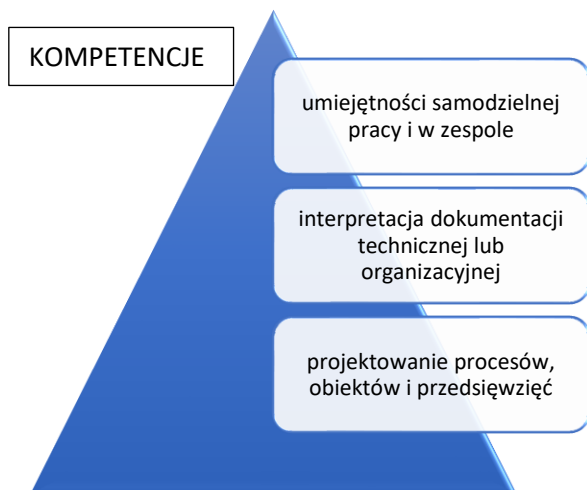 KOMPETENCJE
umiejętności samodzielnej
pracy i w zespole
interpretacja dokumentacji
technicznej lub
organizacyjnej
projektowanie procesów,
obiektów i przedsięwzięć